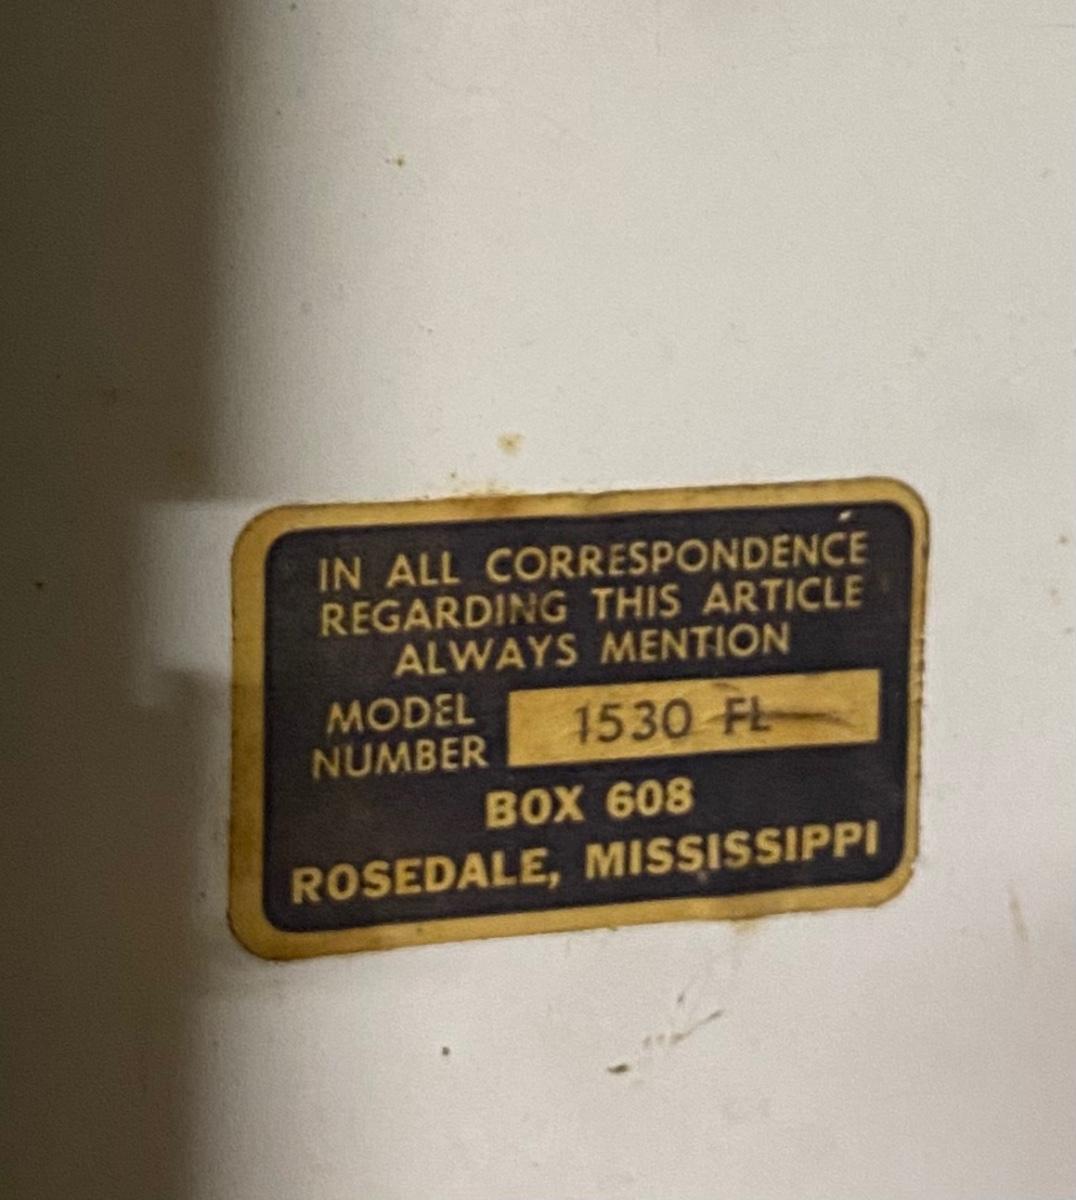 IN ALL CORRESPONDENCE
REGARDING THIS ARTICLE
ALWAYS MENTION
MODEL NUMBER 1530 FL
BOX 608
ROSEDALE, MISSISSIPPI